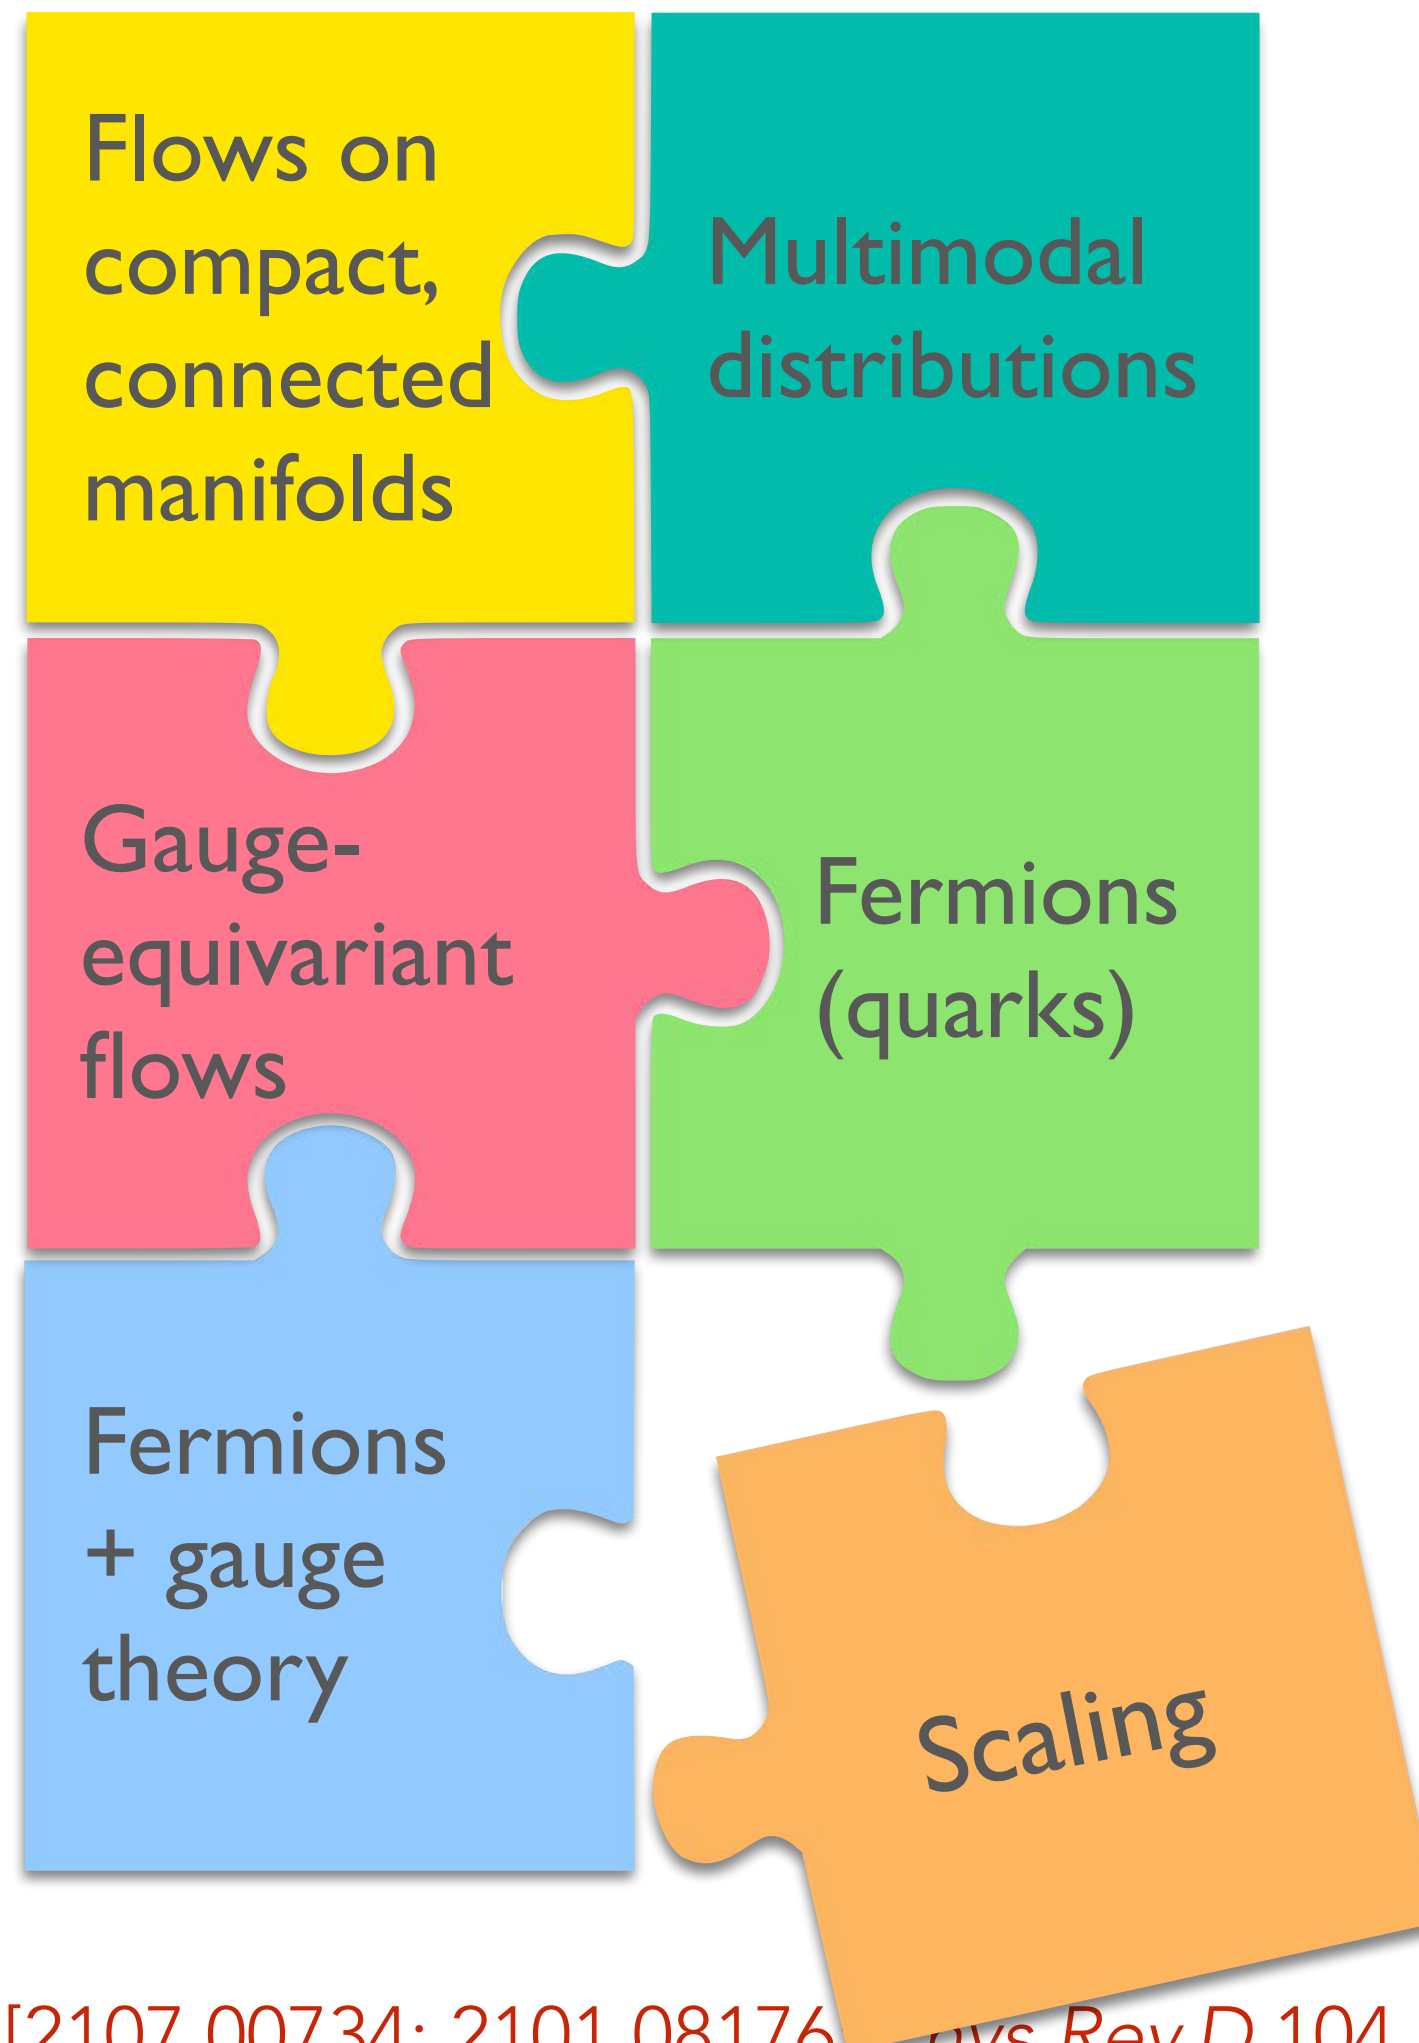 Flows on
compact,
connected
manifolds
Multimodal
distributions
Gauge-
equivariant
flows
Fermions
(quarks)
Fermions
+ gauge
theory
Scaling
[2107.00734; 2101.08176 Rev D 104